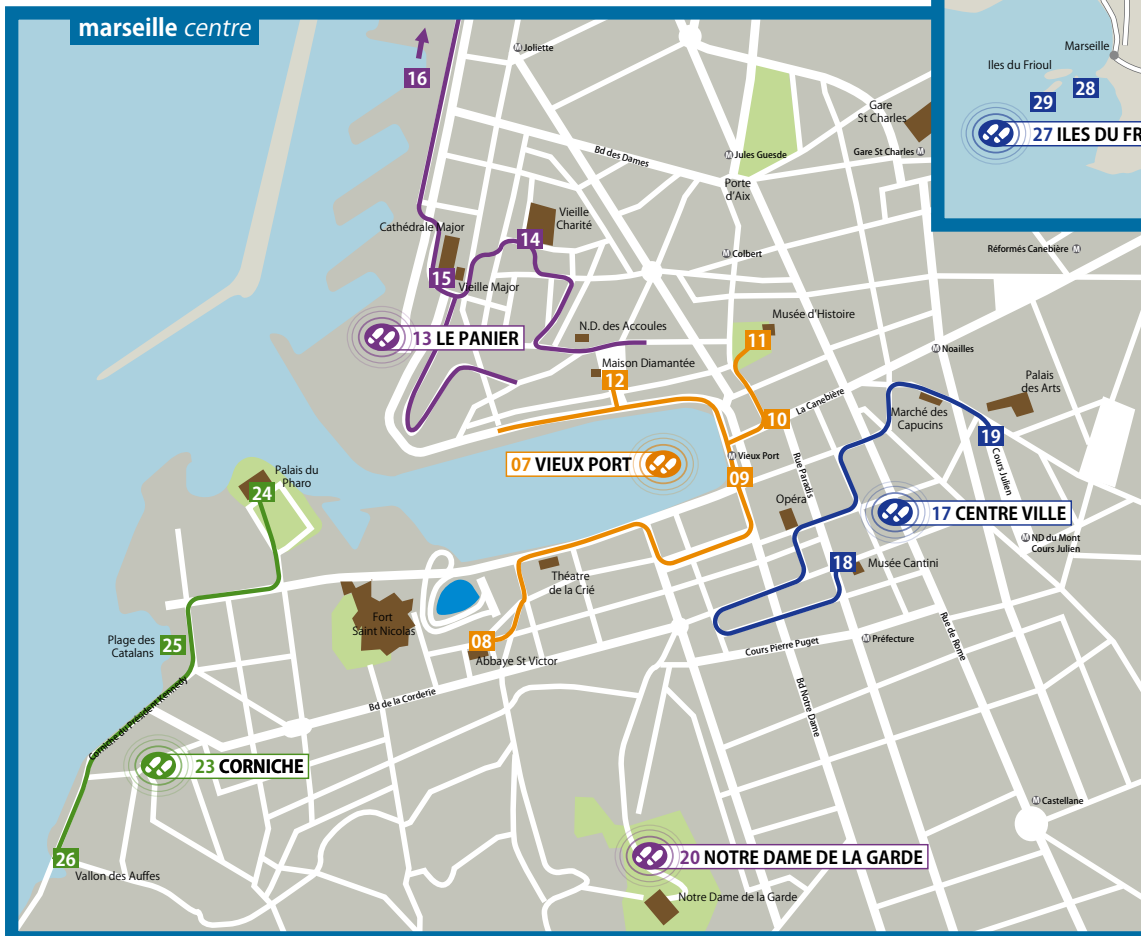 marseille centre
16
M Joliette
Marseille
Iles du Frioul
29
28
27 ILES DU FR
Gare
St Charles
Gare St Charles M
M Jules Guesde
Bd des Dames
Porte
d'Aix
Vieille
Charité
14
Cathédrale Major
15
Vieille Major
M Colbert
Réformés Canebière M
13 LE PANIER
N.D. des Accoules
Musée d'Histoire
11
Maison Diamantée
12
M Noailles
Palais
des Arts
La Canebière
Marché des
Capucins
10
19
Cours Julien
07 VIEUX PORT
M Vieux Port
09
Rue Paradis
Opéra
17 CENTRE VILLE
M ND du Mont
Cours Julien
Palais du
Pharo
24
18
Musée Cantini
Théatre
de la Crié
Fort
Saint Nicolas
08
Abbaye St Victor
Plage des
Catalans
25
Cours Pierre Puget
M Préfecture
Rue de Rome
Bd de la Corderie
Bd Notre Dame
Corniche du Président Kennedy
23 CORNICHE
M Castellane
26
Vallon des Auffes
20 NOTRE DAME DE LA GARDE
Notre Dame de la Garde